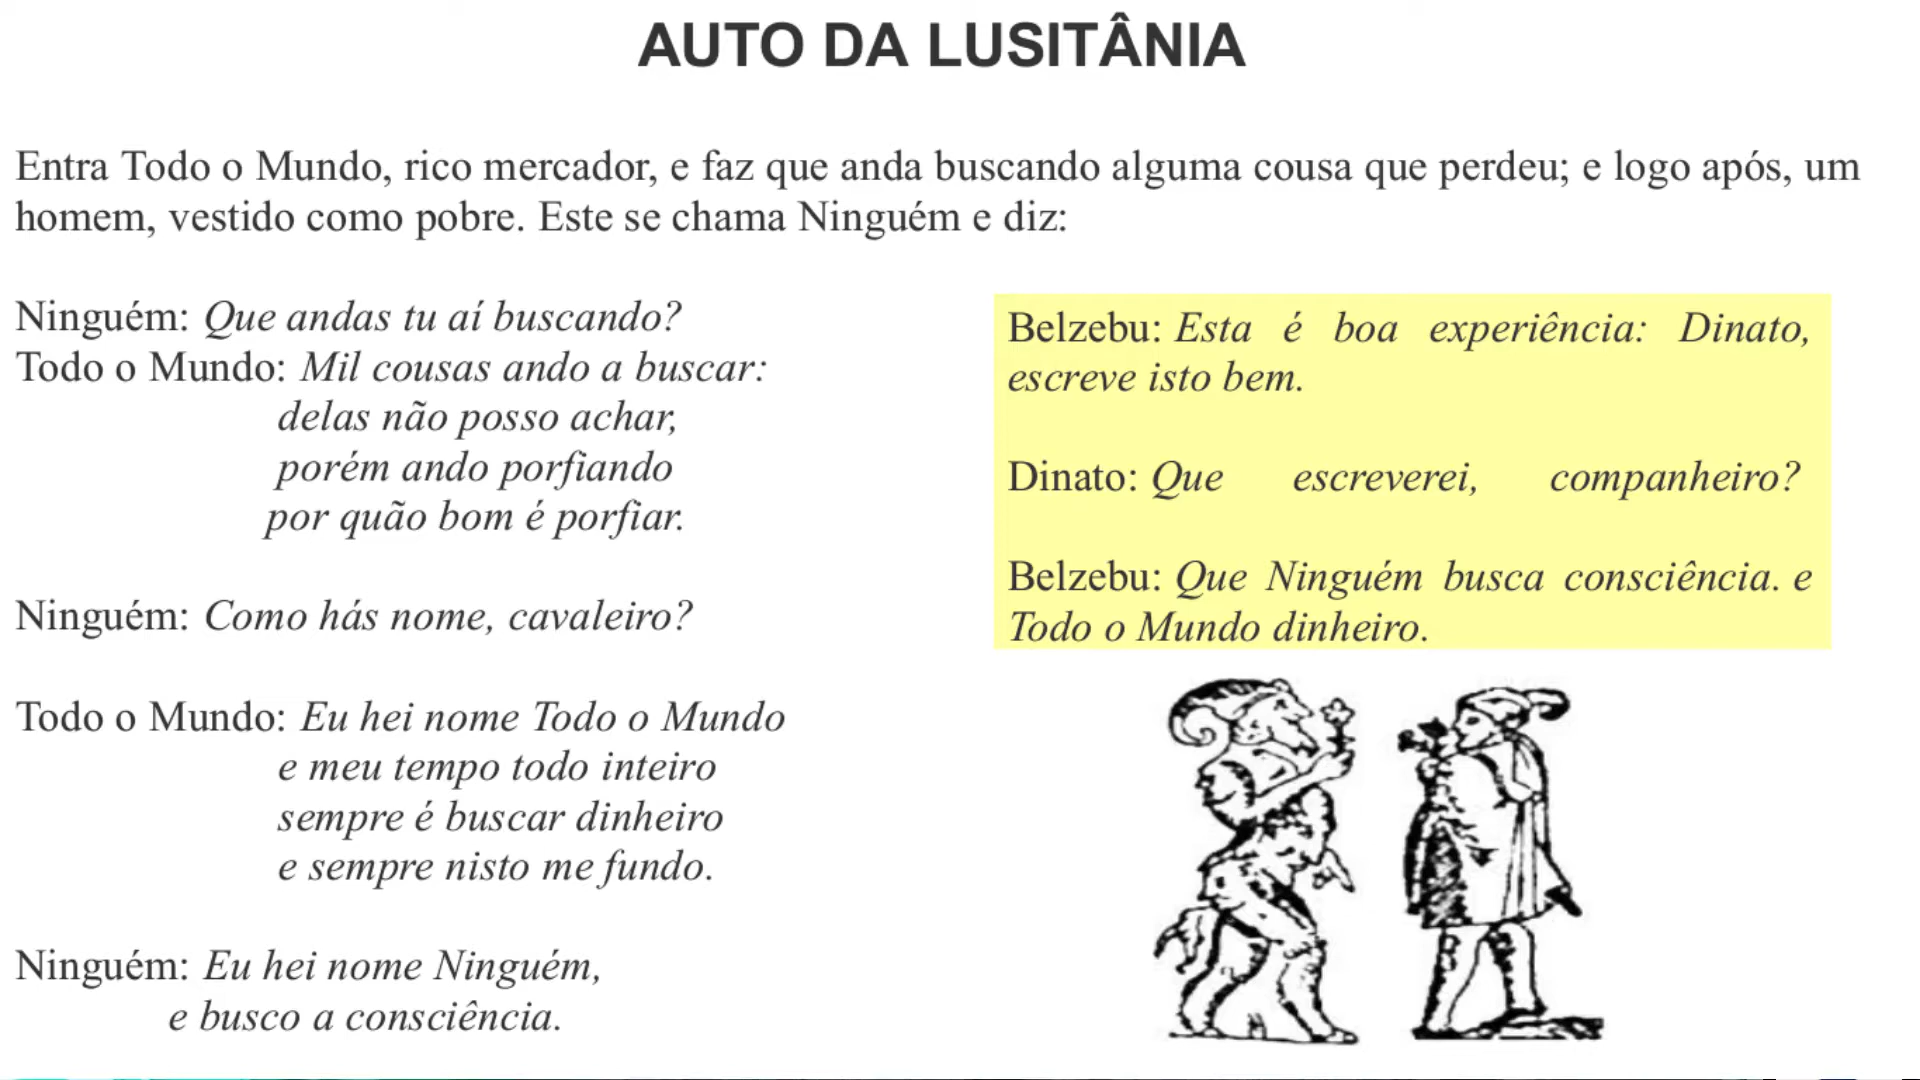 AUTO DA LUSITÂNIA
Entra Todo o Mundo, rico mercador, e faz que anda buscando alguma cousa que perdeu; e logo após, um
homem, vestido como pobre. Este se chama Ninguém e diz:
Ninguém: Que andas tu aí buscando?
Todo o Mundo: Mil cousas ando a buscar:
delas não posso achar,
porém ando porfiando
por quão bom é porfiar.
Ninguém: Como hás nome, cavaleiro?
Todo o Mundo: Eu hei nome Todo o Mundo
e meu tempo todo inteiro
sempre é buscar dinheiro
e sempre nisto me fundo.
Ninguém: Eu hei nome Ninguém,
e busco a consciência.
Belzebu: Esta é boa experiência: Dinato,
escreve isto bem.
Dinato: Que escreverei, companheiro?
Belzebu: Que Ninguém busca consciência. e
Todo o Mundo dinheiro.